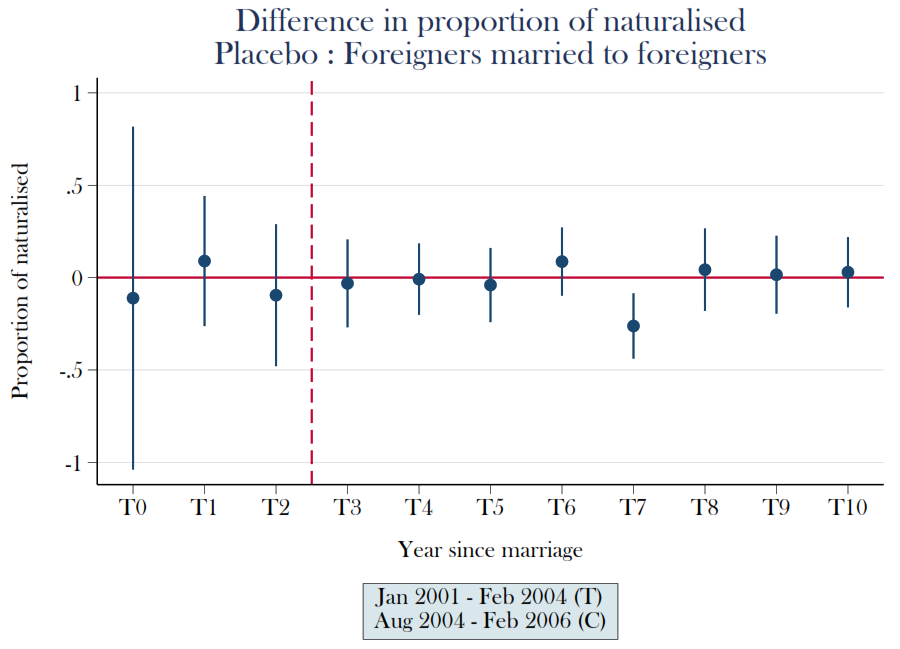 Difference in proportion of naturalised
Placebo : Foreigners married to foreigners
Proportion of naturalised
1
.5
0
-.5
-1
T0 T1 T2 T3 T4 T5 T6 T7 T8 T9 T10
Year since marriage
Jan 2001 - Feb 2004 (T)
Aug 2004 - Feb 2006 (C)